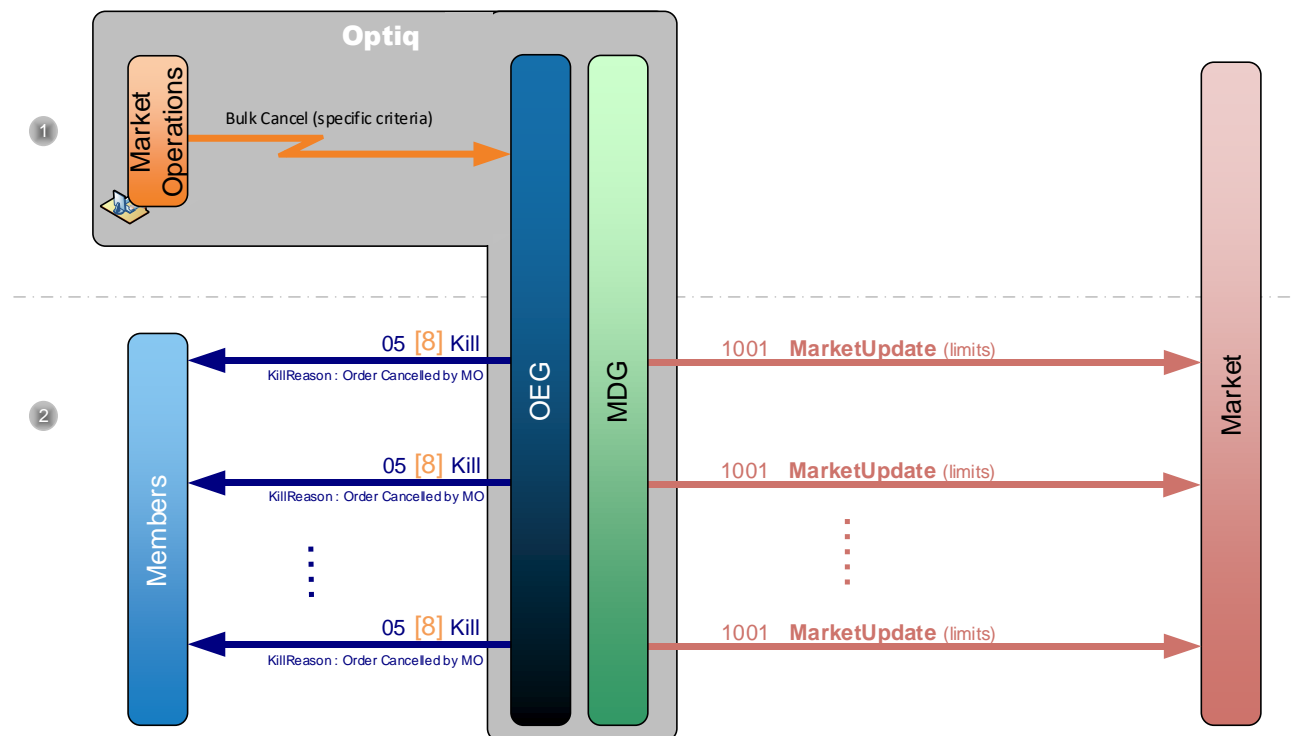 Optiq
1
Market
Operations
Bulk Cancel (specific criteria)
2
Members
OEG
MDG
Market
05 [8] Kill
KillReason : Order Cancelled by MO
1001 MarketUpdate (limits)
05 [8] Kill
KillReason : Order Cancelled by MO
1001 MarketUpdate (limits)
05 [8] Kill
KillReason : Order Cancelled by MO
1001 MarketUpdate (limits)